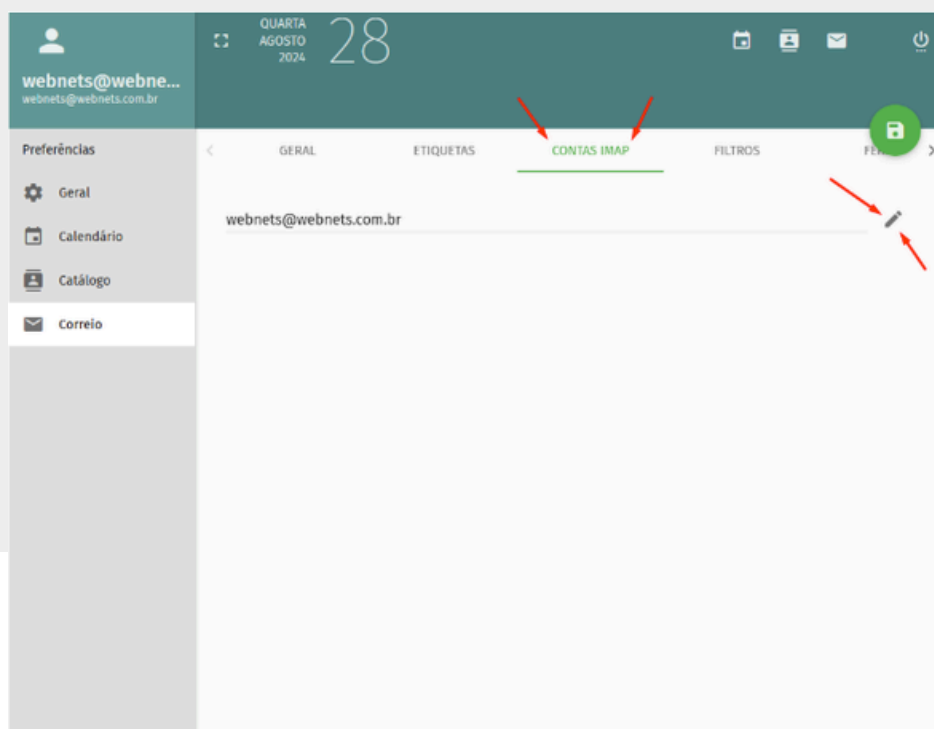 QUARTA
AGOSTO
2024
28
webnets@webne...
webnets@webnets.com.br
Preferências
Geral
Calendário
Catálogo
Correio
GERAL
ETIQUETAS
CONTAS IMAP
FILTROS
webnets@webnets.com.br